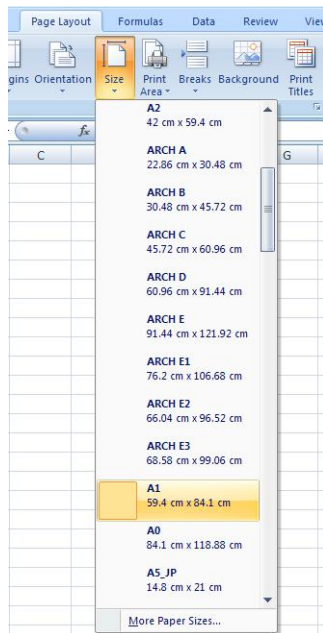 Page Layout Formulas Data Review Vie
gins Orientation Size Print Area Breaks Background Print Titles
fx
C G
A2
42 cm x 59.4 cm
ARCH A
22.86 cm x 30.48 cm
ARCH B
30.48 cm x 45.72 cm
ARCH C
45.72 cm x 60.96 cm
ARCH D
60.96 cm x 91.44 cm
ARCH E
91.44 cm x 121.92 cm
ARCH E1
76.2 cm x 106.68 cm
ARCH E2
66.04 cm x 96.52 cm
ARCH E3
68.58 cm x 99.06 cm
A1
59.4 cm x 84.1 cm
A0
84.1 cm x 118.88 cm
A5_JP
14.8 cm x 21 cm
More Paper Sizes...